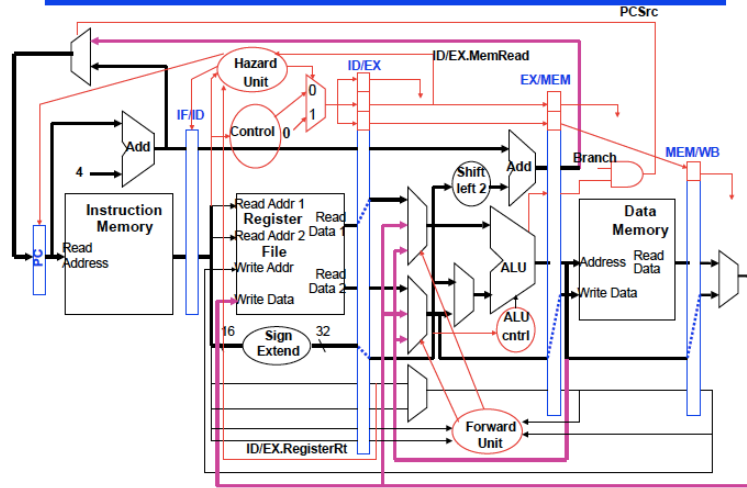 PCSrc
ID/EX.MemRead
Hazard
Unit
ID/EX
EX/MEM
IF/ID
0
1
Control
0
MEM/WB
Add
4
Branch
Add
Shift
left 2
Instruction
Memory
Read
Address
PC
Read Addr 1
Register
Read Addr 2
File
Write Addr
Write Data
Read
Data 1
Read
Data 2
ALU
Data
Memory
Address
Read
Data
Write Data
ALU
cntrl
16
Sign
Extend
32
Forward
Unit
ID/EX.RegisterRt